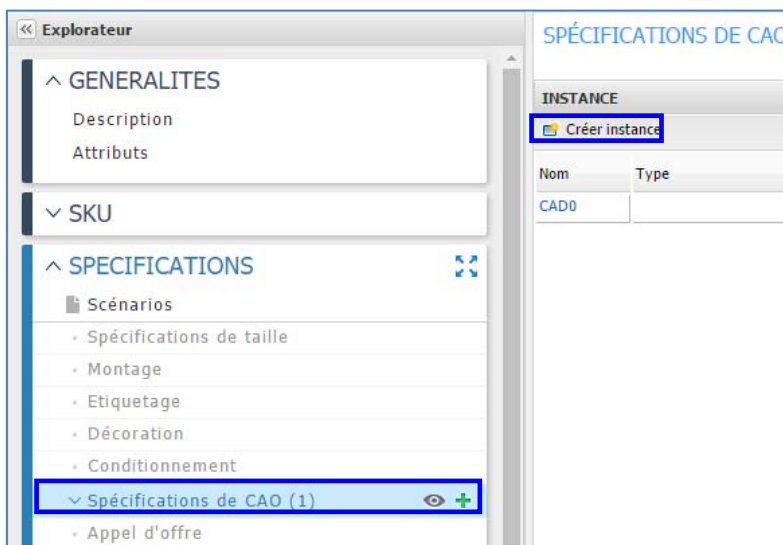 Explorateur
GENERALITES
Description
Attributs
SKU
SPECIFICATIONS
Scénarios
Spécifications de taille
Montage
Etiquetage
Décoration
Conditionnement
Spécifications de CAO (1)
Appel d'offre
SPÉCIFICATIONS DE CAO
INSTANCE
Créer instance
Nom Type
CAD0